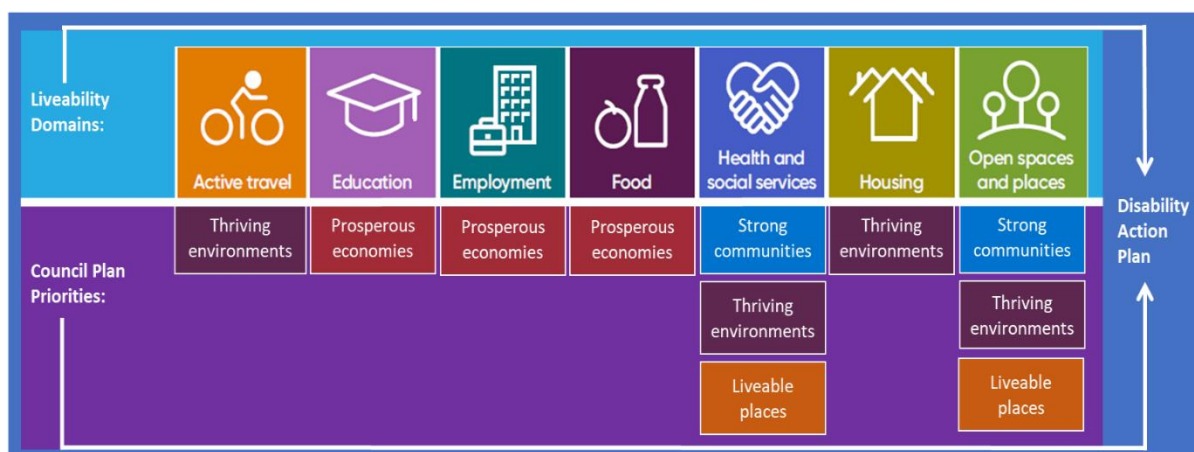 Liveability
Domains:
Active travel
Education
Employment
Food
Health and
social services
Housing
Open spaces
and places
Disability
Action
Plan
Council Plan
Priorities:
Thriving
environments
Prosperous
economies
Prosperous
economies
Prosperous
economies
Strong
communities
Thriving
environments
Strong
communities
Thriving
environments
Thriving
environments
Liveable
places
Liveable
places